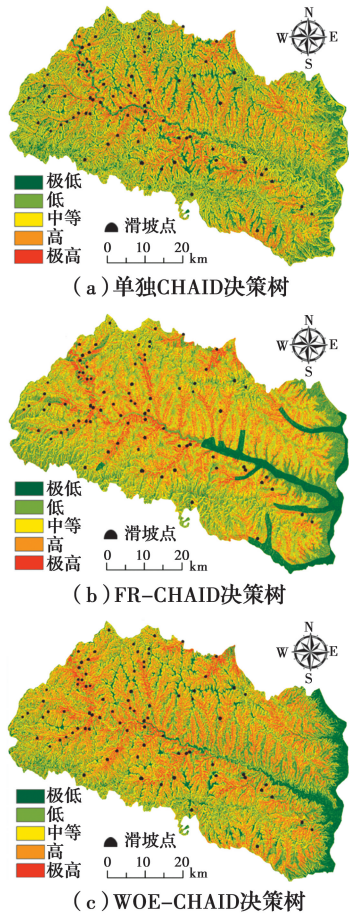 N
W E
S
极低
低
中等
高
极高
滑坡点
0 10 20
km
(a)单独CHAID决策树
N
W E
S
极低
低
中等
高
极高
滑坡点
0 10 20
km
(b)FR-CHAID决策树
N
W E
S
极低
低
中等
高
极高
滑坡点
0 10 20
km
(c)WOE-CHAID决策树